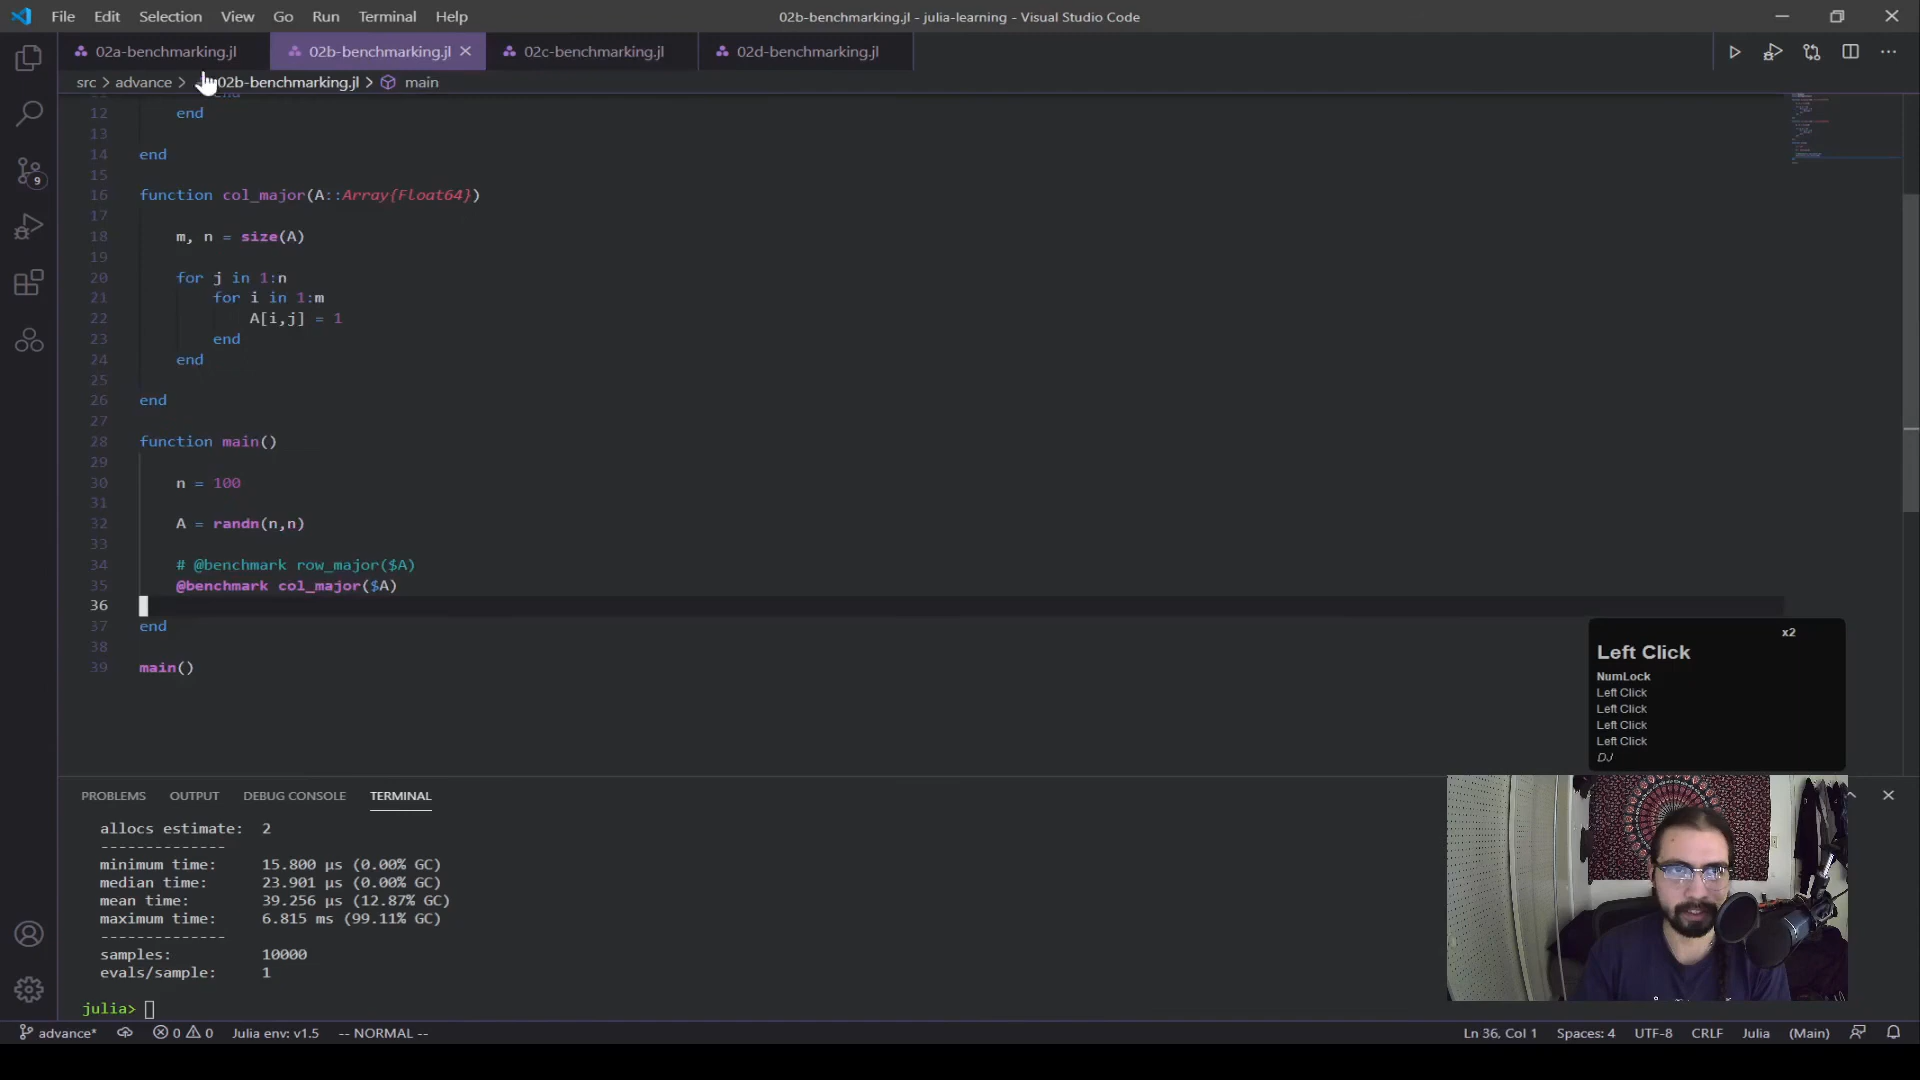 File Edit Selection View Go Run Terminal Help
02b-benchmarking.jl - julia-learning - Visual Studio Code
02a-benchmarking.jl
02b-benchmarking.jl
02c-benchmarking.jl
02d-benchmarking.jl
src > advance > 02b-benchmarking.jl > main
12 end
13
14 end
15
16 function col_major(A::Array{Float64})
17
18 m, n = size(A)
19
20 for j in 1:n
21 for i in 1:m
22 A[i,j] = 1
23 end
24 end
25
26 end
27
28 function main()
29
30 n = 100
31
32 A = randn(n,n)
33
34 # @benchmark row_major($A)
35 @benchmark col_major($A)
36
37 end
38
39 main()
x2
Left Click
NumLock
Left Click
Left Click
Left Click
Left Click
DJ
PROBLEMS OUTPUT DEBUG CONSOLE TERMINAL
allocs estimate: 2
--------------
minimum time: 15.800 μs (0.00% GC)
median time: 23.901 μs (0.00% GC)
mean time: 39.256 μs (12.87% GC)
maximum time: 6.815 ms (99.11% GC)
--------------
samples: 10000
evals/sample: 1
julia>
9
advance* 0 0 Julia env: v1.5 -- NORMAL -- Ln 36, Col 1 Spaces: 4 UTF-8 CRLF Julia (Main)